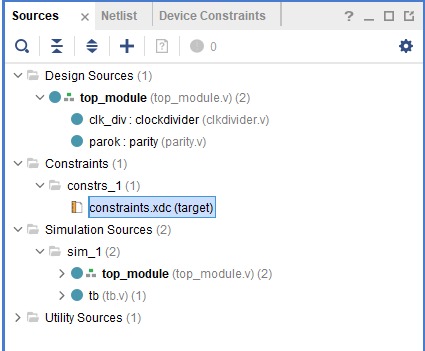 Sources Netlist Device Constraints
0
Design Sources (1)
top_module (top_module.v) (2)
clk_div : clockdivider (clkdivider.v)
parok : parity (parity.v)
Constraints (1)
constrs_1 (1)
constraints.xdc (target)
Simulation Sources (2)
sim_1 (2)
top_module (top_module.v) (2)
tb (tb.v) (1)
Utility Sources (1)